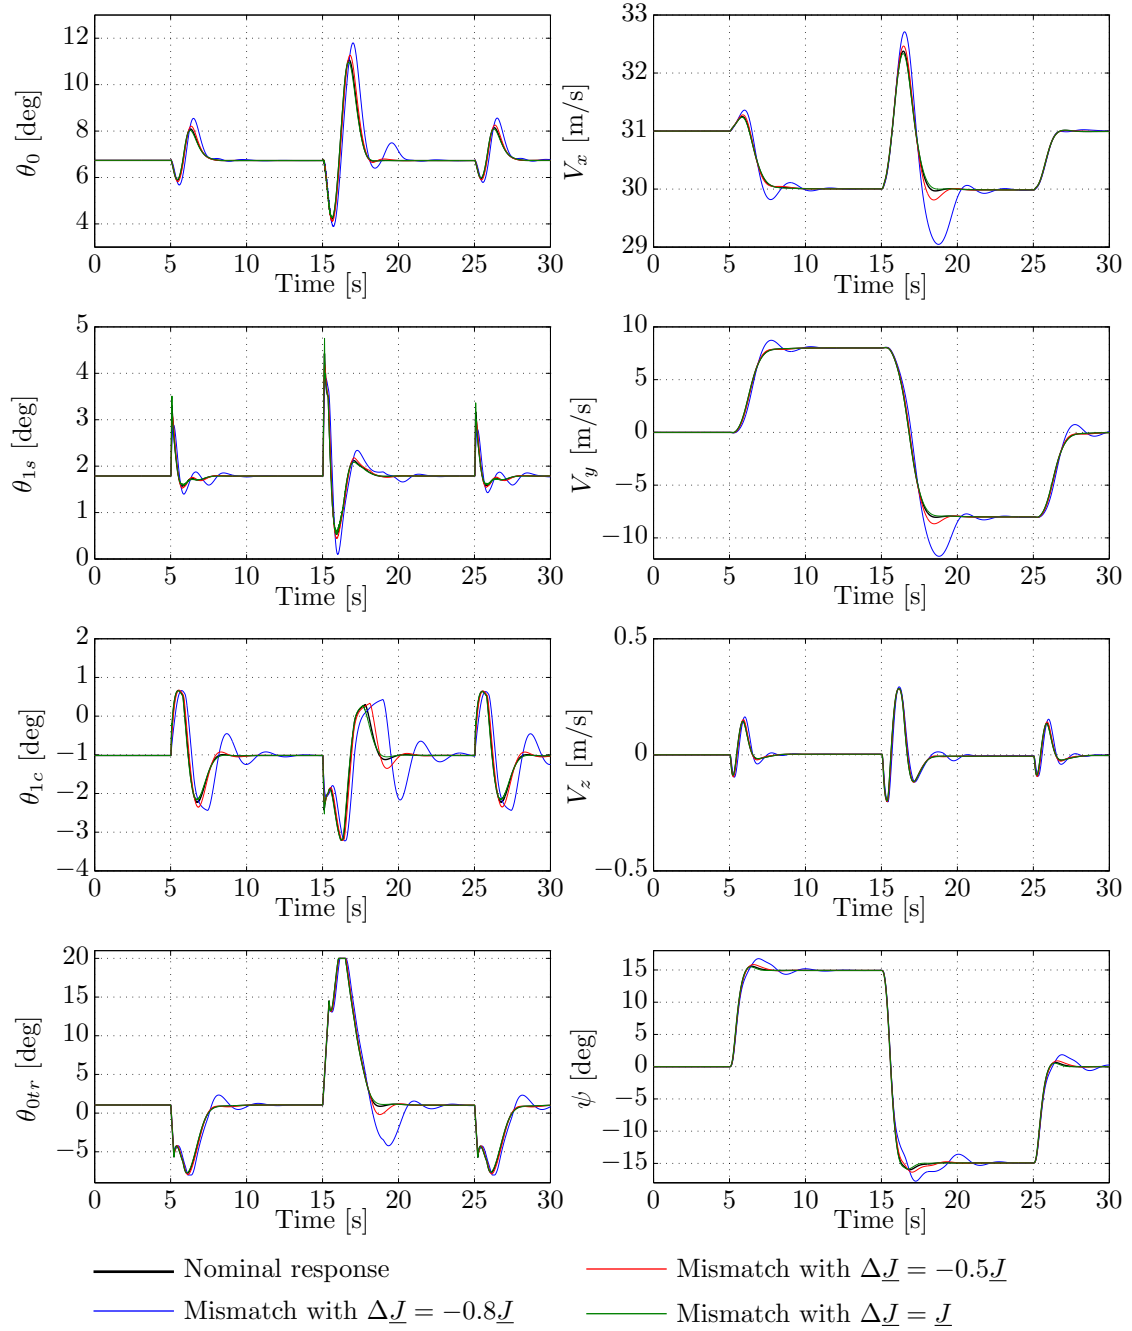 12
10
8
6
4
θ0 [deg]
0 5 10 15 20 25 30
Time [s]
33
32
31
30
29
Vx [m/s]
0 5 10 15 20 25 30
Time [s]
5
4
3
2
1
0
θ1s [deg]
0 5 10 15 20 25 30
Time [s]
10
5
0
−5
−10
Vy [m/s]
0 5 10 15 20 25 30
Time [s]
2
1
0
−1
−2
−3
−4
θ1c [deg]
0 5 10 15 20 25 30
Time [s]
0.5
0
−0.5
Vz [m/s]
0 5 10 15 20 25 30
Time [s]
20
15
10
5
0
−5
θ0tr [deg]
0 5 10 15 20 25 30
Time [s]
15
10
5
0
−5
−10
−15
ψ [deg]
0 5 10 15 20 25 30
Time [s]
Nominal response
Mismatch with ΔJ = −0.8J
Mismatch with ΔJ = −0.5J
Mismatch with ΔJ = J